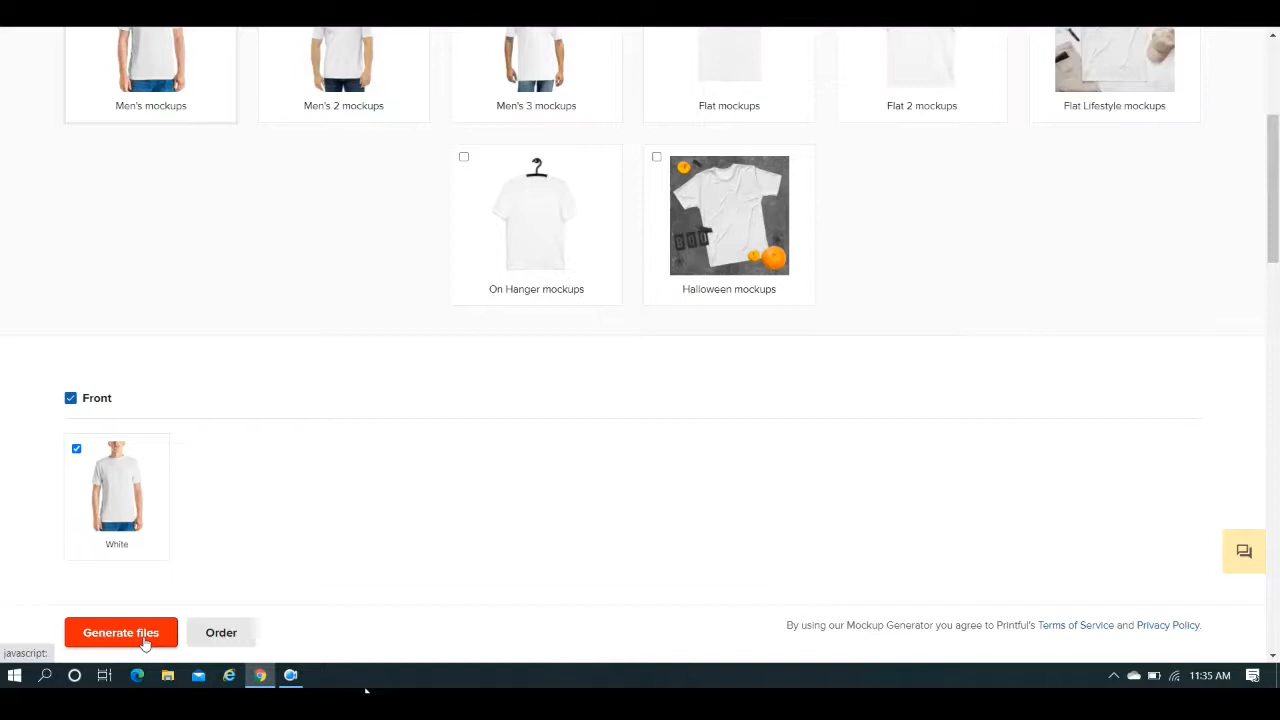 Men's mockups
Men's 2 mockups
Men's 3 mockups
Flat mockups
Flat 2 mockups
Flat Lifestyle mockups
On Hanger mockups
Halloween mockups
Front
White
Generate files
Order
By using our Mockup Generator you agree to Printful's Terms of Service and Privacy Policy.
javascript:
11:35 AM